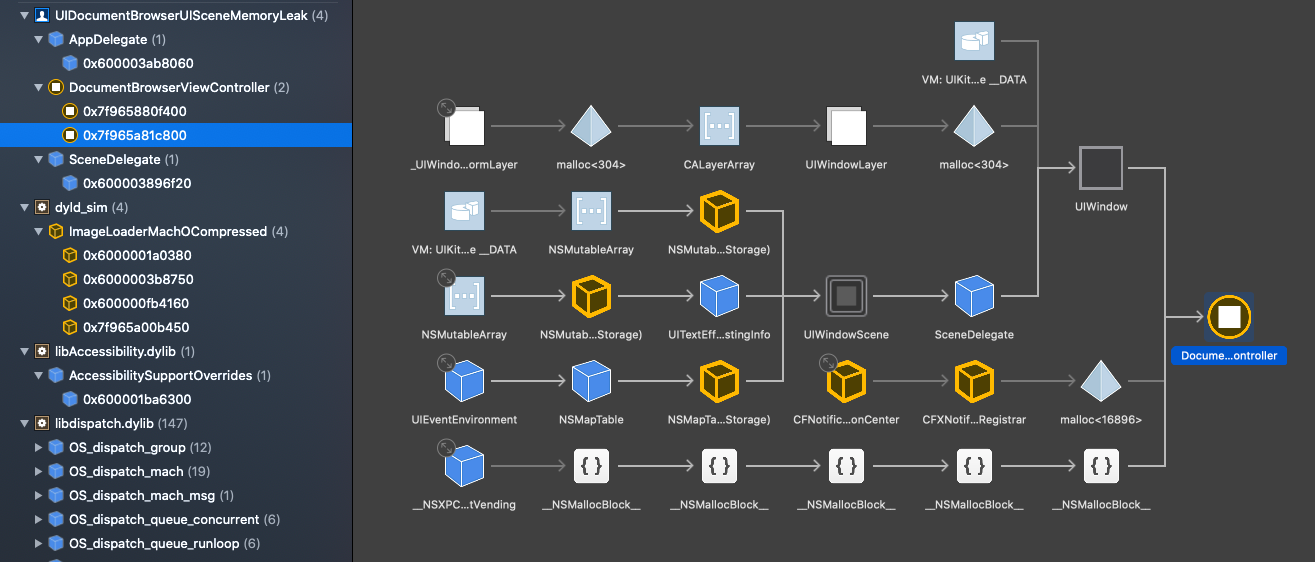 UIDocumentBrowserUISceneMemoryLeak (4)
AppDelegate (1)
0x600003ab8060
DocumentBrowserViewController (2)
0x7f965880f400
0x7f965a81c800
SceneDelegate (1)
0x600003896f20
dyld_sim (4)
ImageLoaderMachOCompressed (4)
0x6000001a0380
0x6000003b8750
0x600000fb4160
0x7f965a00b450
libAccessibility.dylib (1)
AccessibilitySupportOverrides (1)
0x600001ba6300
libdispatch.dylib (147)
OS_dispatch_group (12)
OS_dispatch_mach (19)
OS_dispatch_mach_msg (1)
OS_dispatch_queue_concurrent (6)
OS_dispatch_queue_runloop (6)
VM: UIKit...e __DATA
_UIWindo...ormLayer malloc<304> CALayerArray UIWindowLayer malloc<304>
UIWindow
VM: UIKit...e __DATA NSMutableArray NSMutab...Storage)
NSMutableArray NSMutab...Storage) UITextEff...stingInfo UIWindowScene SceneDelegate
Docume...ontroller
UIEventEnvironment NSMapTable NSMapTa...Storage) CFNotific...onCenter CFXNotif...Registrar malloc<16896>
__NSXPC...tVending __NSMallocBlock__ __NSMallocBlock__ __NSMallocBlock__ __NSMallocBlock__ __NSMallocBlock__